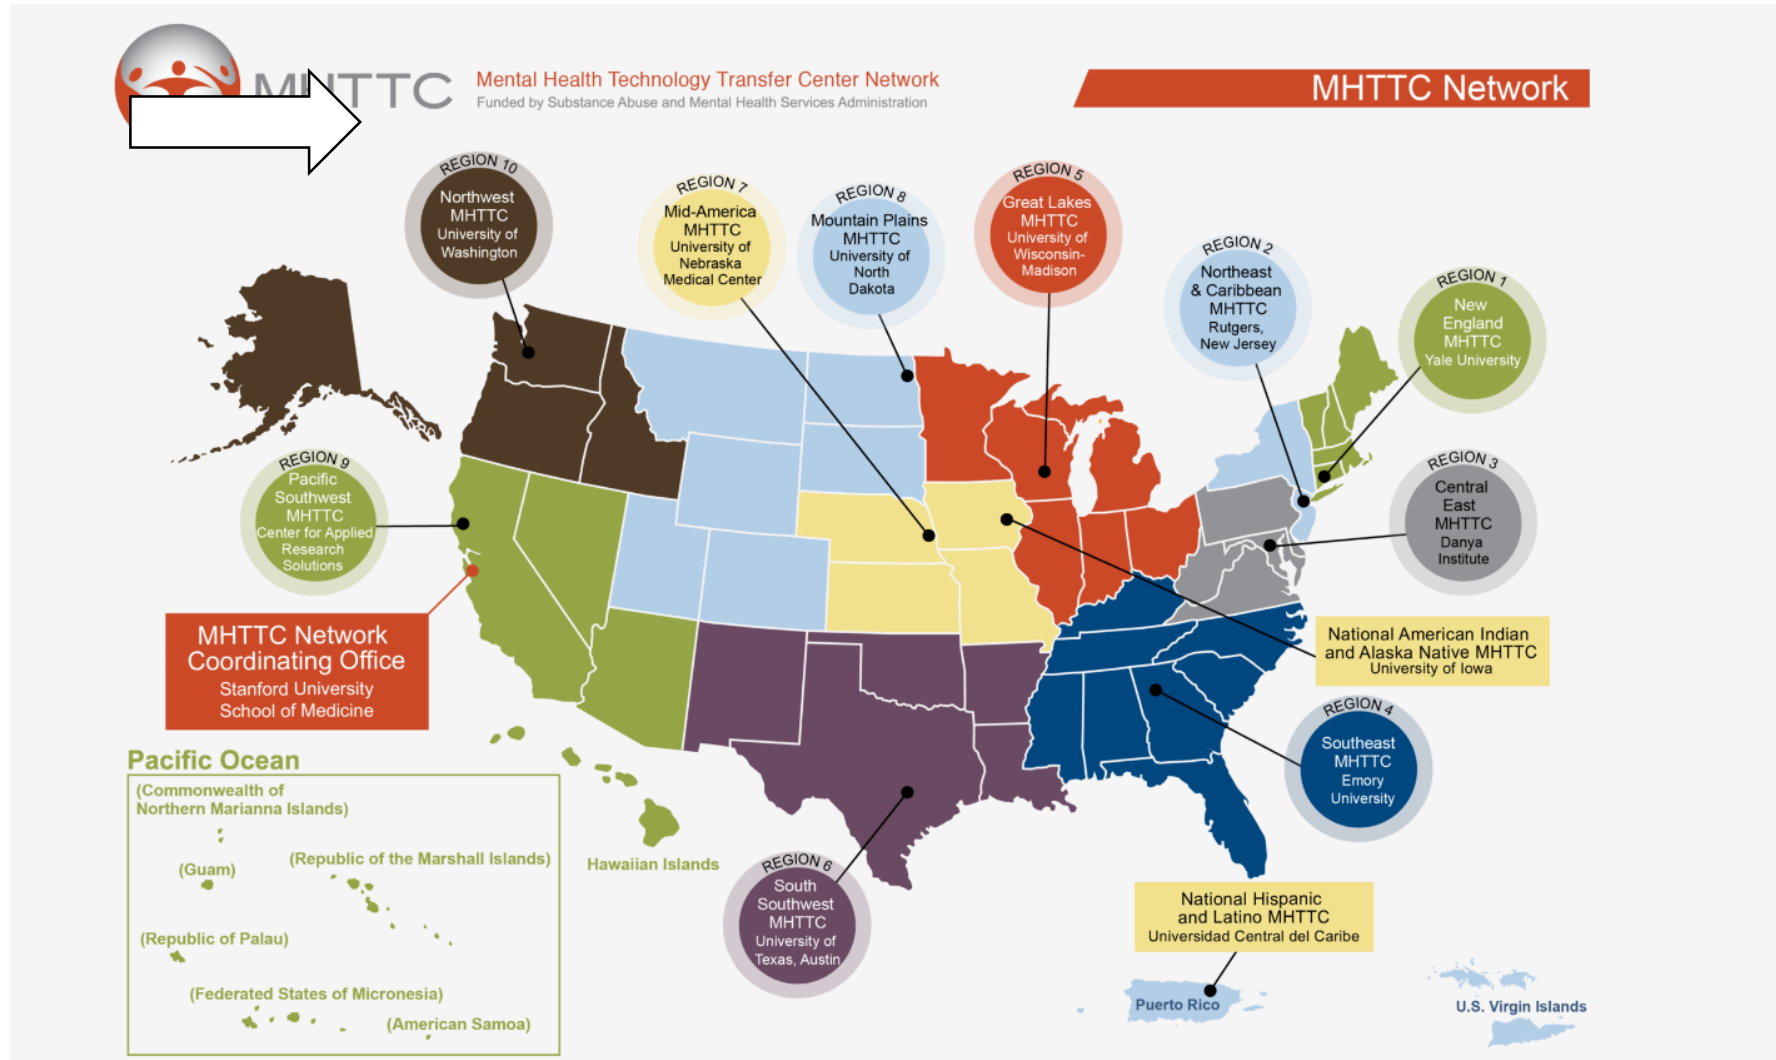 MHTTC
Mental Health Technology Transfer Center Network
Funded by Substance Abuse and Mental Health Services Administration
MHTTC Network
REGION 10
Northwest
MHTTC
University of
Washington
REGION 7
Mid-America
MHTTC
University of
Nebraska
Medical Center
REGION 8
Mountain Plains
MHTTC
University of
North
Dakota
REGION 5
Great Lakes
MHTTC
University of
Wisconsin-
Madison
REGION 2
Northeast
& Caribbean
MHTTC
Rutgers,
New Jersey
REGION 1
New
England
MHTTC
Yale University
REGION 9
Pacific
Southwest
MHTTC
Center for Applied
Research
Solutions
REGION 3
Central
East
MHTTC
Danya
Institute
MHTTC Network
Coordinating Office
Stanford University
School of Medicine
National American Indian
and Alaska Native MHTTC
University of Iowa
REGION 4
Southeast
MHTTC
Emory
University
Pacific Ocean
(Commonwealth of
Northern Marianna Islands)
(Guam)
(Republic of the Marshall Islands)
(Republic of Palau)
(Federated States of Micronesia)
(American Samoa)
Hawaiian Islands
REGION 6
South
Southwest
MHTTC
University of
Texas, Austin
National Hispanic
and Latino MHTTC
Universidad Central del Caribe
Puerto Rico
U.S. Virgin Islands